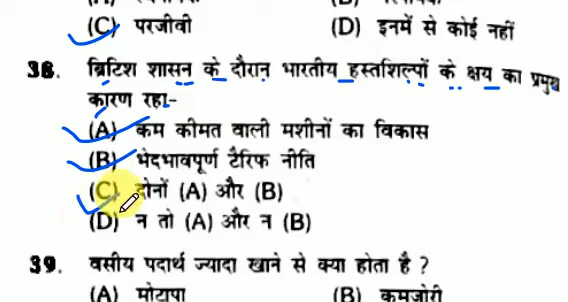 (C) परजीवी (D) इनमें से कोई नहीं
38. ब्रिटिश शासन के दौरान भारतीय हस्तशिल्पों के क्षय का प्रमुख
कारण रहा-
(A) कम कीमत वाली मशीनों का विकास
(B) भेदभावपूर्ण टैरिफ नीति
(C) दोनों (A) और (B)
(D) न तो (A) और न (B)
39. वसीय पदार्थ ज्यादा खाने से क्या होता है ?
(A) मोटापा (B) कमजोरी